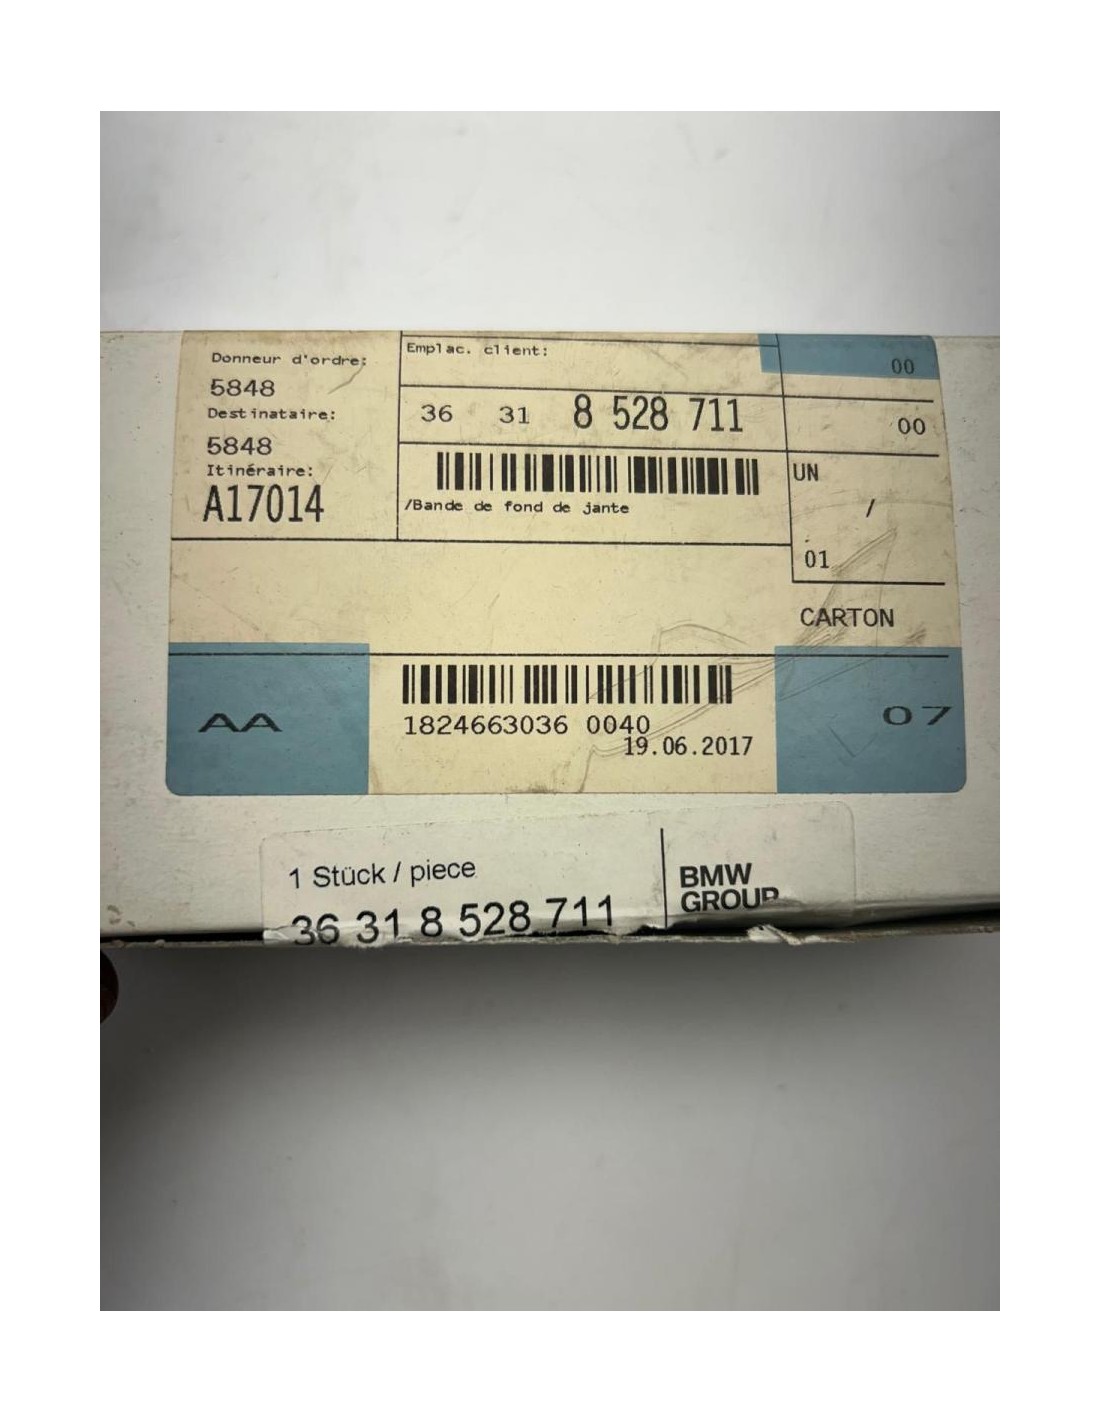 Donneur d'ordre:
5848
Destinataire:
5848
Itinéraire:
A17014
Emplac. client:
36 31 8 528 711
/Bande de fond de jante
00
00
UN
/
01
CARTON
AA
1824663036 0040
19.06.2017
07
1 Stück / piece
36 31 8 528 711
BMW
GROUP